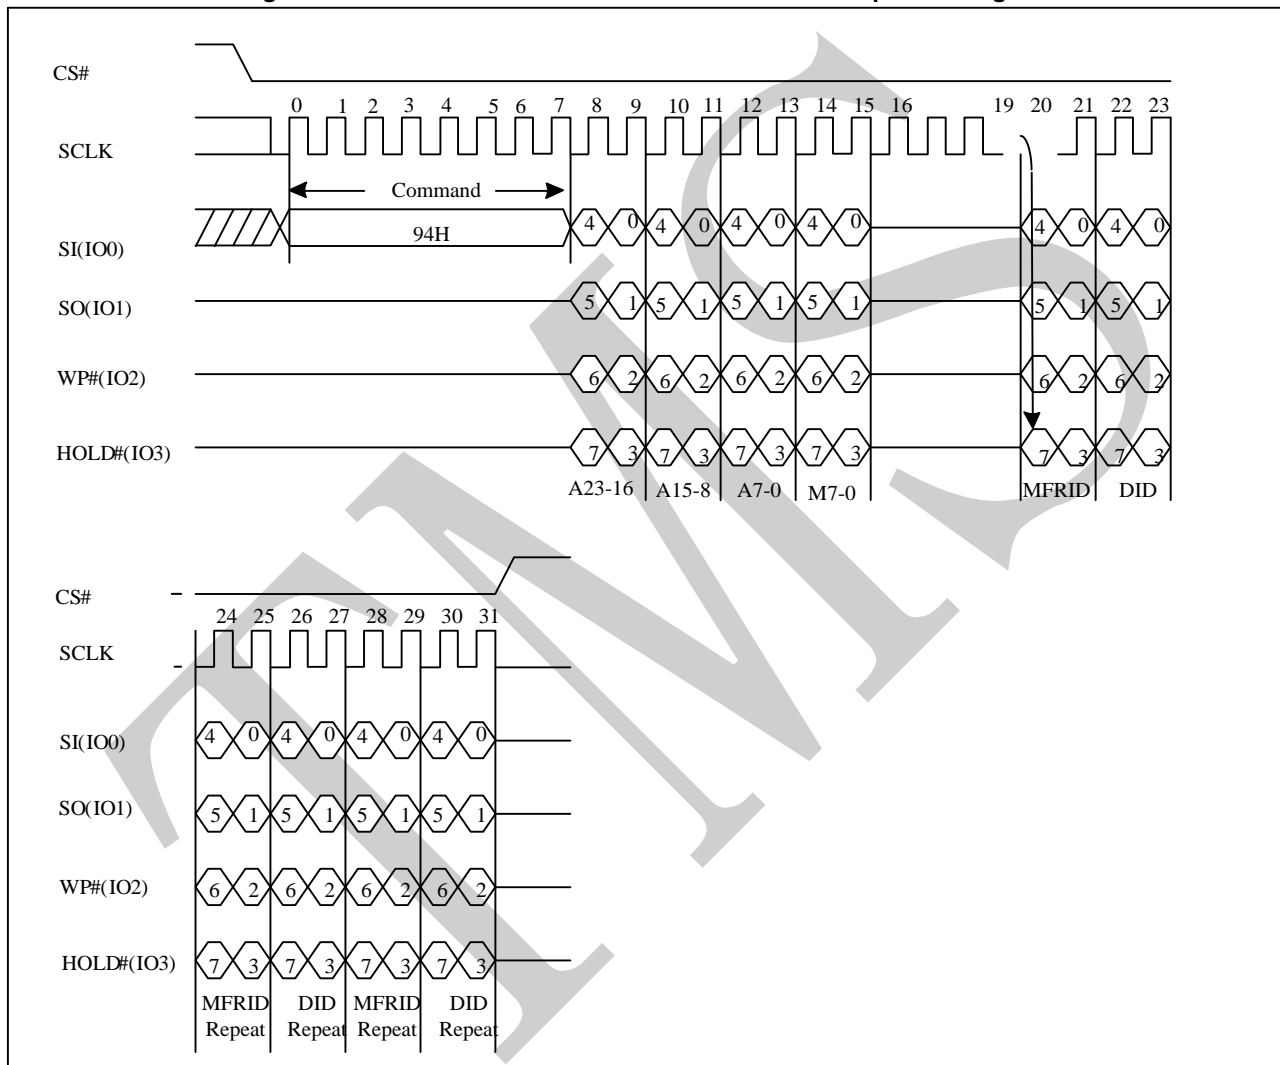 CS#
0 1 2 3 4 5 6 7 8 9 10 11 12 13 14 15 16 19 20 21 22 23
SCLK
Command
SI(IO0)
94H
4 0 4 0 4 0 4 0 4 0 4 0
SO(IO1)
5 1 5 1 5 1 5 1 5 1 5 1
WP#(IO2)
6 2 6 2 6 2 6 2 6 2 6 2
HOLD#(IO3)
7 3 7 3 7 3 7 3 7 3 7 3
A23-16 A15-8 A7-0 M7-0 MFRID DID
CS#
24 25 26 27 28 29 30 31
SCLK
SI(IO0)
4 0 4 0 4 0 4 0
SO(IO1)
5 1 5 1 5 1 5 1
WP#(IO2)
6 2 6 2 6 2 6 2
HOLD#(IO3)
7 3 7 3 7 3 7 3
MFRID DID MFRID DID
Repeat Repeat Repeat Repeat
TMS